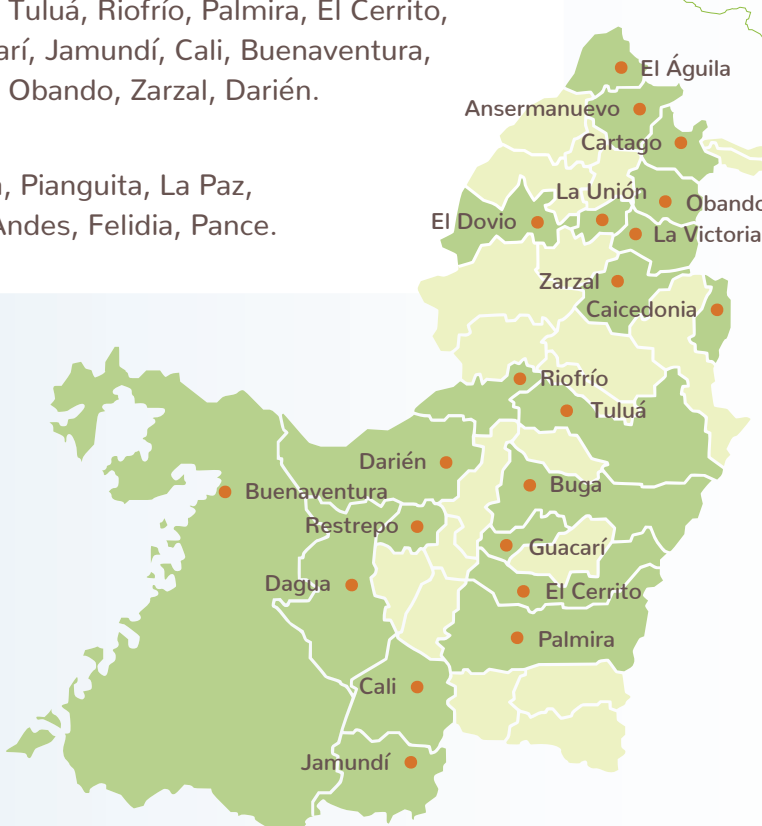 Tuluá, Riofrío, Palmira, El Cerrito,
arí, Jamundí, Cali, Buenaventura,
Obando, Zarzal, Darién.
, Pianguita, La Paz,
Andes, Felidia, Pance.
El Águila
Ansermanuevo
Cartago
La Unión
Obando
El Dovio
La Victoria
Zarzal
Caicedonia
Riofrío
Tuluá
Darién
Buga
Buenaventura
Restrepo
Guacarí
Dagua
El Cerrito
Palmira
Cali
Jamundí